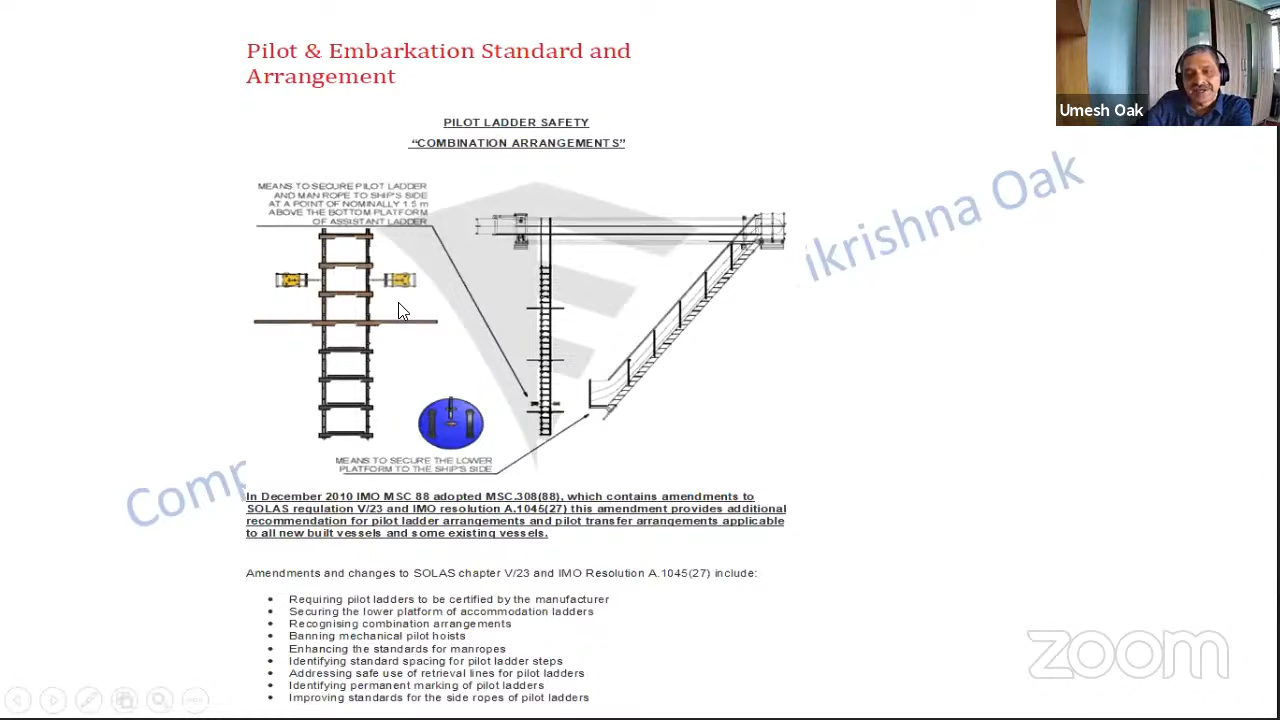 Pilot & Embarkation Standard and
Arrangement
Umesh Oak
PILOT LADDER SAFETY
“COMBINATION ARRANGEMENTS”
MEANS TO SECURE PILOT LADDER
AND MAN ROPE TO SHIP'S SIDE
AT A POINT OF NOMINALLY 1.5 m
ABOVE THE BOTTOM PLATFORM
OF ASSISTANT LADDER
MEANS TO SECURE THE LOWER
PLATFORM TO THE SHIP'S SIDE
Comp
ikrishna Oak
In December 2010 IMO MSC 88 adopted MSC.308(88), which contains amendments to
SOLAS regulation V/23 and IMO resolution A.1045(27) this amendment provides additional
recommendation for pilot ladder arrangements and pilot transfer arrangements applicable
to all new built vessels and some existing vessels.
Amendments and changes to SOLAS chapter V/23 and IMO Resolution A.1045(27) include:
• Requiring pilot ladders to be certified by the manufacturer
• Securing the lower platform of accommodation ladders
• Recognising combination arrangements
• Banning mechanical pilot hoists
• Enhancing the standards for manropes
• Identifying standard spacing for pilot ladder steps
• Addressing safe use of retrieval lines for pilot ladders
• Identifying permanent marking of pilot ladders
• Improving standards for the side ropes of pilot ladders
zoom